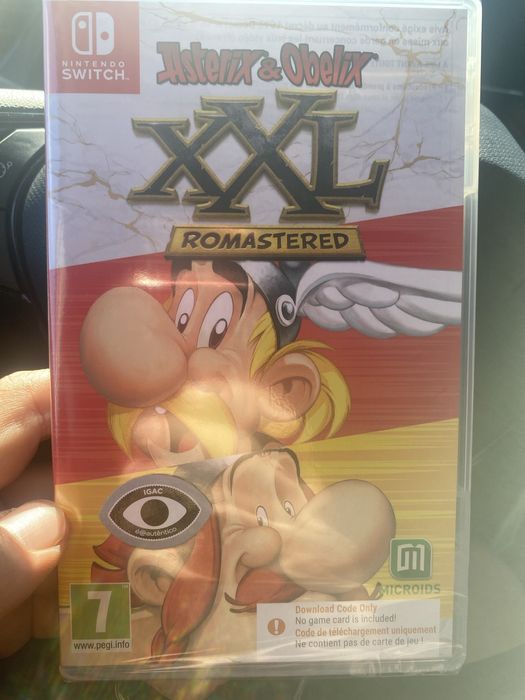 NINTENDO
SWITCH™
Asterix & Obelix
XXL
ROMASTERED
IGAC
é@autêntico
7
www.pegi.info
MICROIDS
Download Code Only
No game card is included!
Code de téléchargement uniquement
Ne contient pas de carte de jeu !